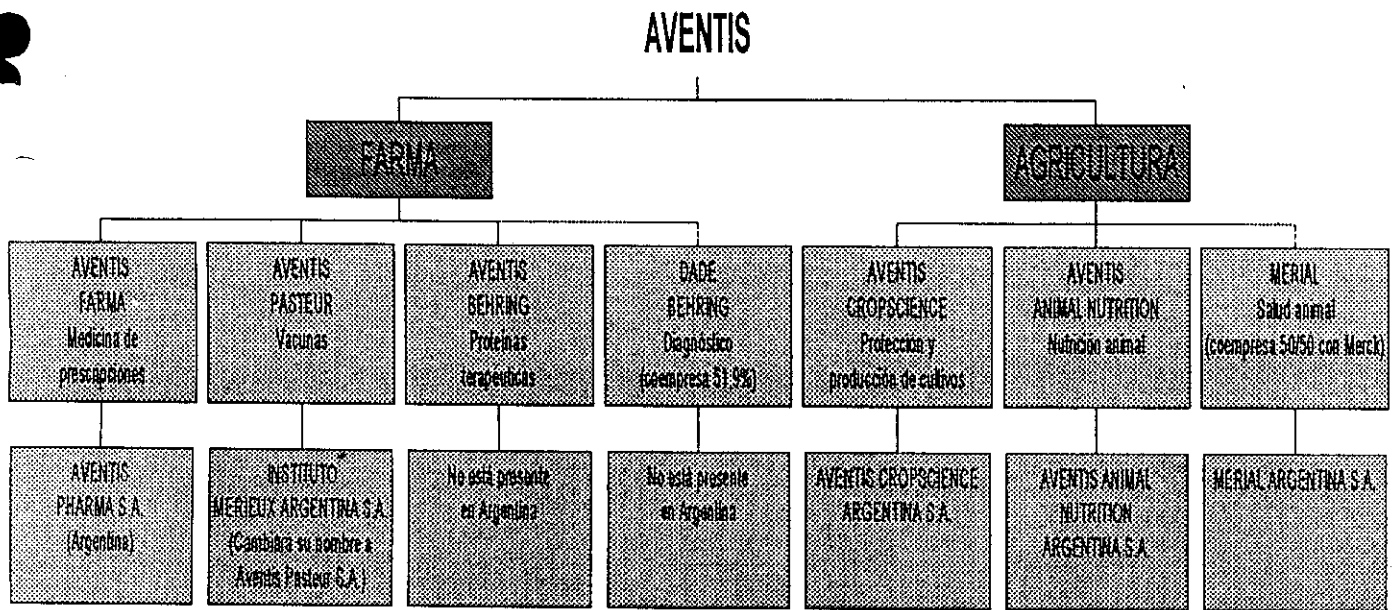 AVENTIS
FARMA
AGRICULTURA
AVENTIS
FARMA
Medicina de
prescripciones
AVENTIS
PASTEUR
Vacunas
AVENTIS
BEHRING
Proteínas
terapéuticas
DADE
BEHRING
Diagnóstico
(coempresa 51,9%)
AVENTIS
CROPSCIENCE
Protección y
producción de cultivos
AVENTIS
ANIMAL NUTRITION
Nutrición animal
MERIAL
Salud animal
(coempresa 50/50 con Merck)
AVENTIS
PHARMA S.A.
(Argentina)
INSTITUTO
MERIEUX ARGENTINA S.A.
(Cambiará su nombre a
Aventis Pasteur S.A.)
No está presente
en Argentina
No está presente
en Argentina
AVENTIS CROPSCIENCE
ARGENTINA S.A.
AVENTIS ANIMAL
NUTRITION
ARGENTINA S.A.
MERIAL ARGENTINA S.A.